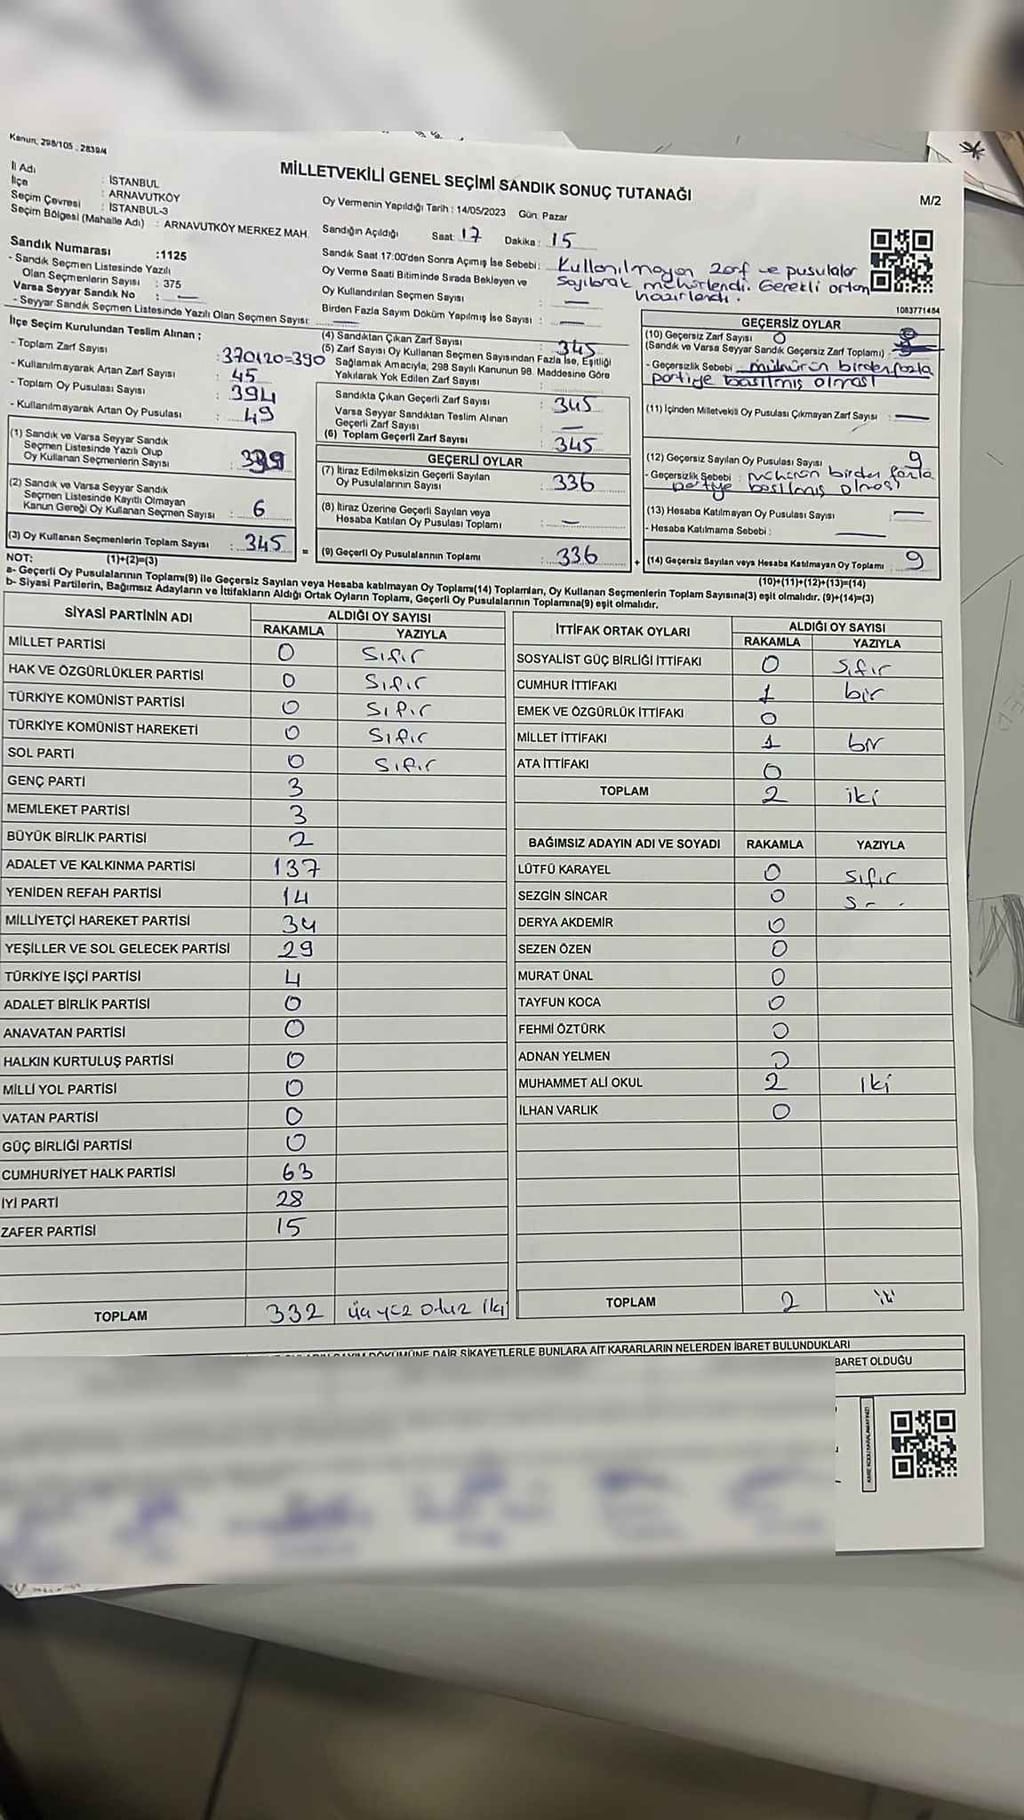 Kanun: 298/105 . 2839/4
MİLLETVEKİLİ GENEL SEÇİMİ SANDIK SONUÇ TUTANAĞI
M/2
İl Adı : İSTANBUL
İlçe : ARNAVUTKÖY
Seçim Çevresi : İSTANBUL-3
Seçim Bölgesi (Mahalle Adı) : ARNAVUTKÖY MERKEZ MAH.
Sandık Numarası :1125
- Sandık Seçmen Listesinde Yazılı
Olan Seçmenlerin Sayısı : 375
Varsa Seyyar Sandık No : —
- Seyyar Sandık Seçmen Listesinde Yazılı Olan Seçmen Sayısı: —
Oy Vermenin Yapıldığı Tarih : 14/05/2023 Gün: Pazar
Sandığın Açıldığı Saat: 17 Dakika : 15
Sandık Saat 17:00'den Sonra Açımış İse Sebebi: Kullanılmayan zarf ve pusulalar
Oy Verme Saati Bitiminde Sırada Bekleyen ve sayılarak mühürlendi. Gerekli ortam
Oy Kullandırılan Seçmen Sayısı : — hazırlandı.
Birden Fazla Sayım Döküm Yapılmış İse Sayısı : —
1083771484
İlçe Seçim Kurulundan Teslim Alınan ;
- Toplam Zarf Sayısı : 370+20=390
- Kullanılmayarak Artan Zarf Sayısı : 45
- Toplam Oy Pusulası Sayısı : 394
- Kullanılmayarak Artan Oy Pusulası : 49
(1) Sandık ve Varsa Seyyar Sandık
Seçmen Listesinde Yazılı Olup
Oy Kullanan Seçmenlerin Sayısı : 339
(2) Sandık ve Varsa Seyyar Sandık
Seçmen Listesinde Kayıtlı Olmayan
Kanun Gereği Oy Kullanan Seçmen Sayısı : 6
(3) Oy Kullanan Seçmenlerin Toplam Sayısı : 345
(1)+(2)=(3)
(4) Sandıktan Çıkan Zarf Sayısı : 345
(5) Zarf Sayısı Oy Kullanan Seçmen Sayısından Fazla İse, Eşitliği
Sağlamak Amacıyla, 298 Sayılı Kanunun 98. Maddesine Göre
Yakılarak Yok Edilen Zarf Sayısı :
Sandıkta Çıkan Geçerli Zarf Sayısı : 345
Varsa Seyyar Sandıktan Teslim Alınan
Geçerli Zarf Sayısı : —
(6) Toplam Geçerli Zarf Sayısı : 345
GEÇERLİ OYLAR
(7) İtiraz Edilmeksizin Geçerli Sayılan
Oy Pusulalarının Sayısı : 336
(8) İtiraz Üzerine Geçerli Sayılan veya
Hesaba Katılan Oy Pusulası Toplamı : —
= (9) Geçerli Oy Pusulalarının Toplamı : 336
GEÇERSİZ OYLAR
(10) Geçersiz Zarf Sayısı : 0
(Sandık ve Varsa Seyyar Sandık Geçersiz Zarf Toplamı) :
- Geçersizlik Sebebi : mühürün birden fazla
partiye basılmış olması
(11) İçinden Milletvekili Oy Pusulası Çıkmayan Zarf Sayısı : —
(12) Geçersiz Sayılan Oy Pusulası Sayısı : 9
- Geçersizlik Sebebi : mührün birden fazla
partiye basılmış olması
(13) Hesaba Katılmayan Oy Pusulası Sayısı : —
- Hesaba Katılmama Sebebi : —
+ (14) Geçersiz Sayılan veya Hesaba Katılmayan Oy Toplamı : 9
(10)+(11)+(12)+(13)=(14)
NOT:
a- Geçerli Oy Pusulalarının Toplamı(9) ile Geçersiz Sayılan veya Hesaba katılmayan Oy Toplamı(14) Toplamları, Oy Kullanan Seçmenlerin Toplam Sayısına(3) eşit olmalıdır. (9)+(14)=(3)
b- Siyasi Partilerin, Bağımsız Adayların ve İttifakların Aldığı Ortak Oyların Toplamı, Geçerli Oy Pusulalarının Toplamına(9) eşit olmalıdır.
SİYASİ PARTİNİN ADI ALDIĞI OY SAYISI
RAKAMLA YAZIYLA
MİLLET PARTİSİ 0 Sıfır
HAK VE ÖZGÜRLÜKLER PARTİSİ 0 Sıfır
TÜRKİYE KOMÜNİST PARTİSİ 0 Sıfır
TÜRKİYE KOMÜNİST HAREKETİ 0 Sıfır
SOL PARTİ 0 Sıfır
GENÇ PARTİ 3
MEMLEKET PARTİSİ 3
BÜYÜK BİRLİK PARTİSİ 2
ADALET VE KALKINMA PARTİSİ 137
YENİDEN REFAH PARTİSİ 14
MİLLİYETÇİ HAREKET PARTİSİ 34
YEŞİLLER VE SOL GELECEK PARTİSİ 29
TÜRKİYE İŞÇİ PARTİSİ 4
ADALET BİRLİK PARTİSİ 0
ANAVATAN PARTİSİ 0
HALKIN KURTULUŞ PARTİSİ 0
MİLLİ YOL PARTİSİ 0
VATAN PARTİSİ 0
GÜÇ BİRLİĞİ PARTİSİ 0
CUMHURİYET HALK PARTİSİ 63
İYİ PARTİ 28
ZAFER PARTİSİ 15
TOPLAM 332 üç yüz otuz iki
İTTİFAK ORTAK OYLARI ALDIĞI OY SAYISI
RAKAMLA YAZIYLA
SOSYALİST GÜÇ BİRLİĞİ İTTİFAKI 0 Sıfır
CUMHUR İTTİFAKI 1 bir
EMEK VE ÖZGÜRLÜK İTTİFAKI 0
MİLLET İTTİFAKI 1 bir
ATA İTTİFAKI 0
TOPLAM 2 iki
BAĞIMSIZ ADAYIN ADI VE SOYADI RAKAMLA YAZIYLA
LÜTFÜ KARAYEL 0 Sıfır
SEZGİN SİNCAR 0 S - -
DERYA AKDEMİR 0
SEZEN ÖZEN 0
MURAT ÜNAL 0
TAYFUN KOCA 0
FEHMİ ÖZTÜRK 0
ADNAN YELMEN 0
MUHAMMET ALİ OKUL 2 iki
İLHAN VARLIK 0
TOPLAM 2 iki
DÖKÜMÜNE DAİR ŞİKAYETLERLE BUNLARA AİT KARARLARIN NELERDEN İBARET BULUNDUKLARI
BARET OLDUĞU